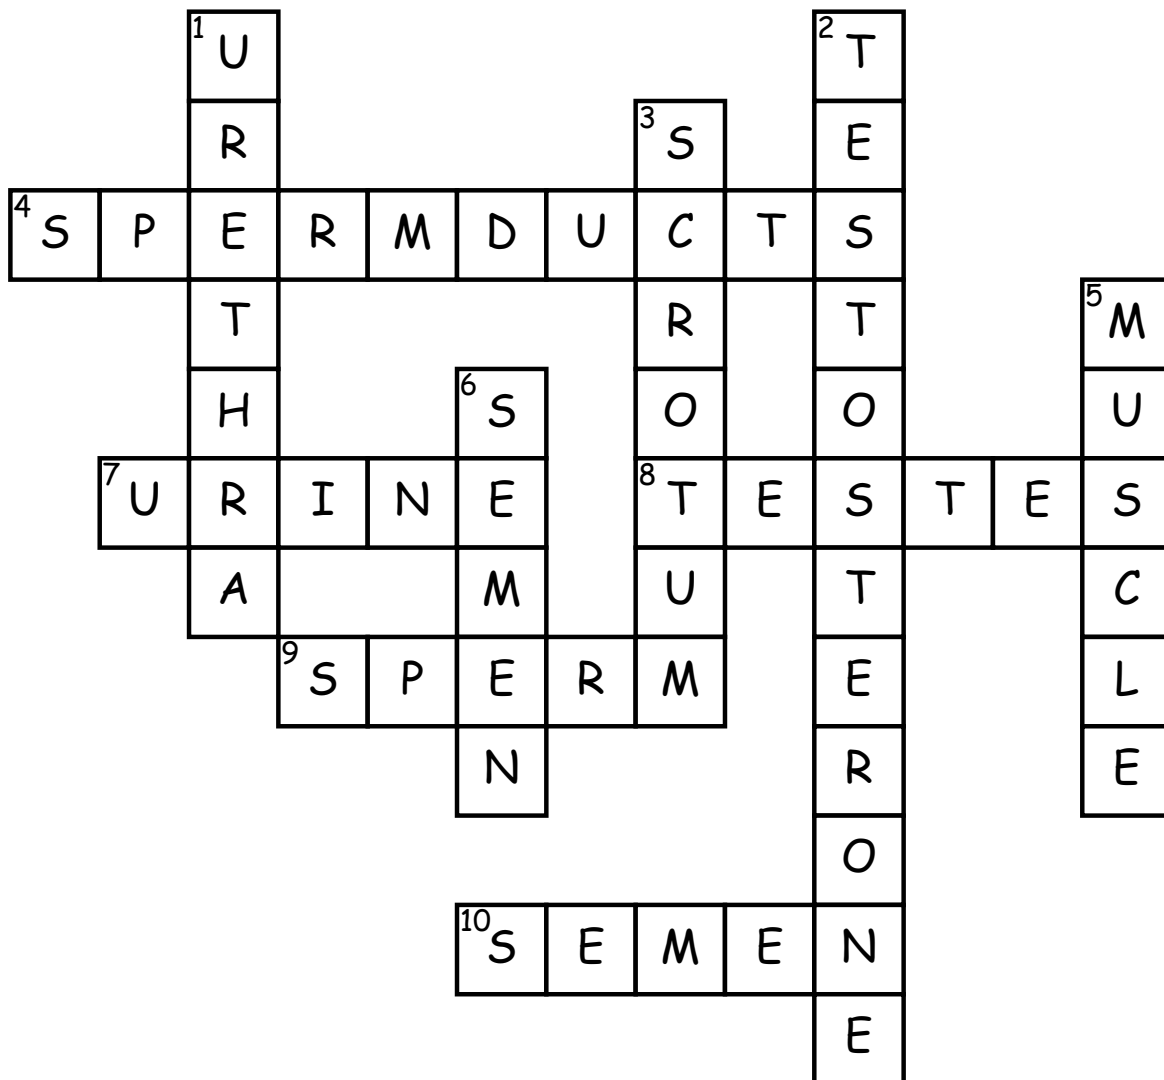 1 U 2 T
R 3 S E
4 S P E R M D U C T S
T R T 5 M
H 6 S O O U
7 U R I N E 8 T E S T E S
A M U T C
9 S P E R M E L
N R E
O
10 S E M E N
E